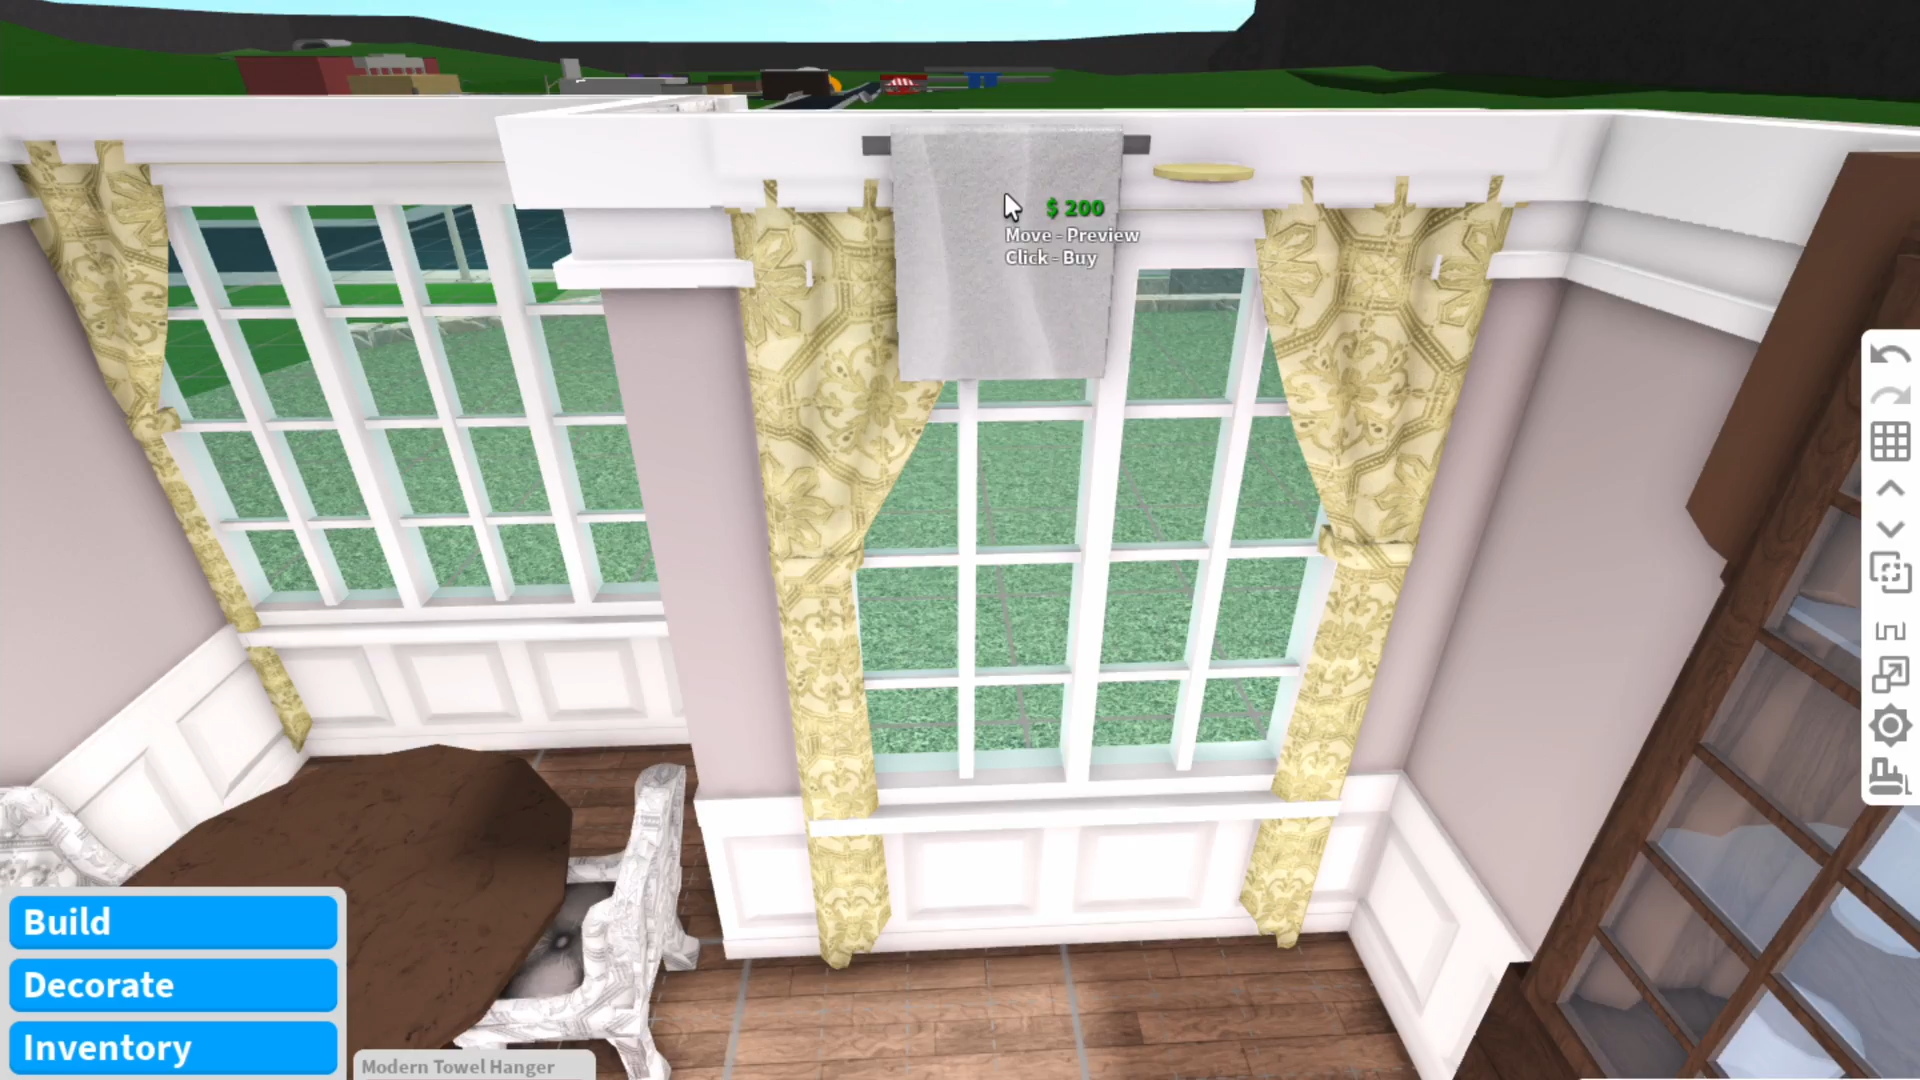 $ 200
Move - Preview
Click - Buy
Build
Decorate
Inventory
Modern Towel Hanger